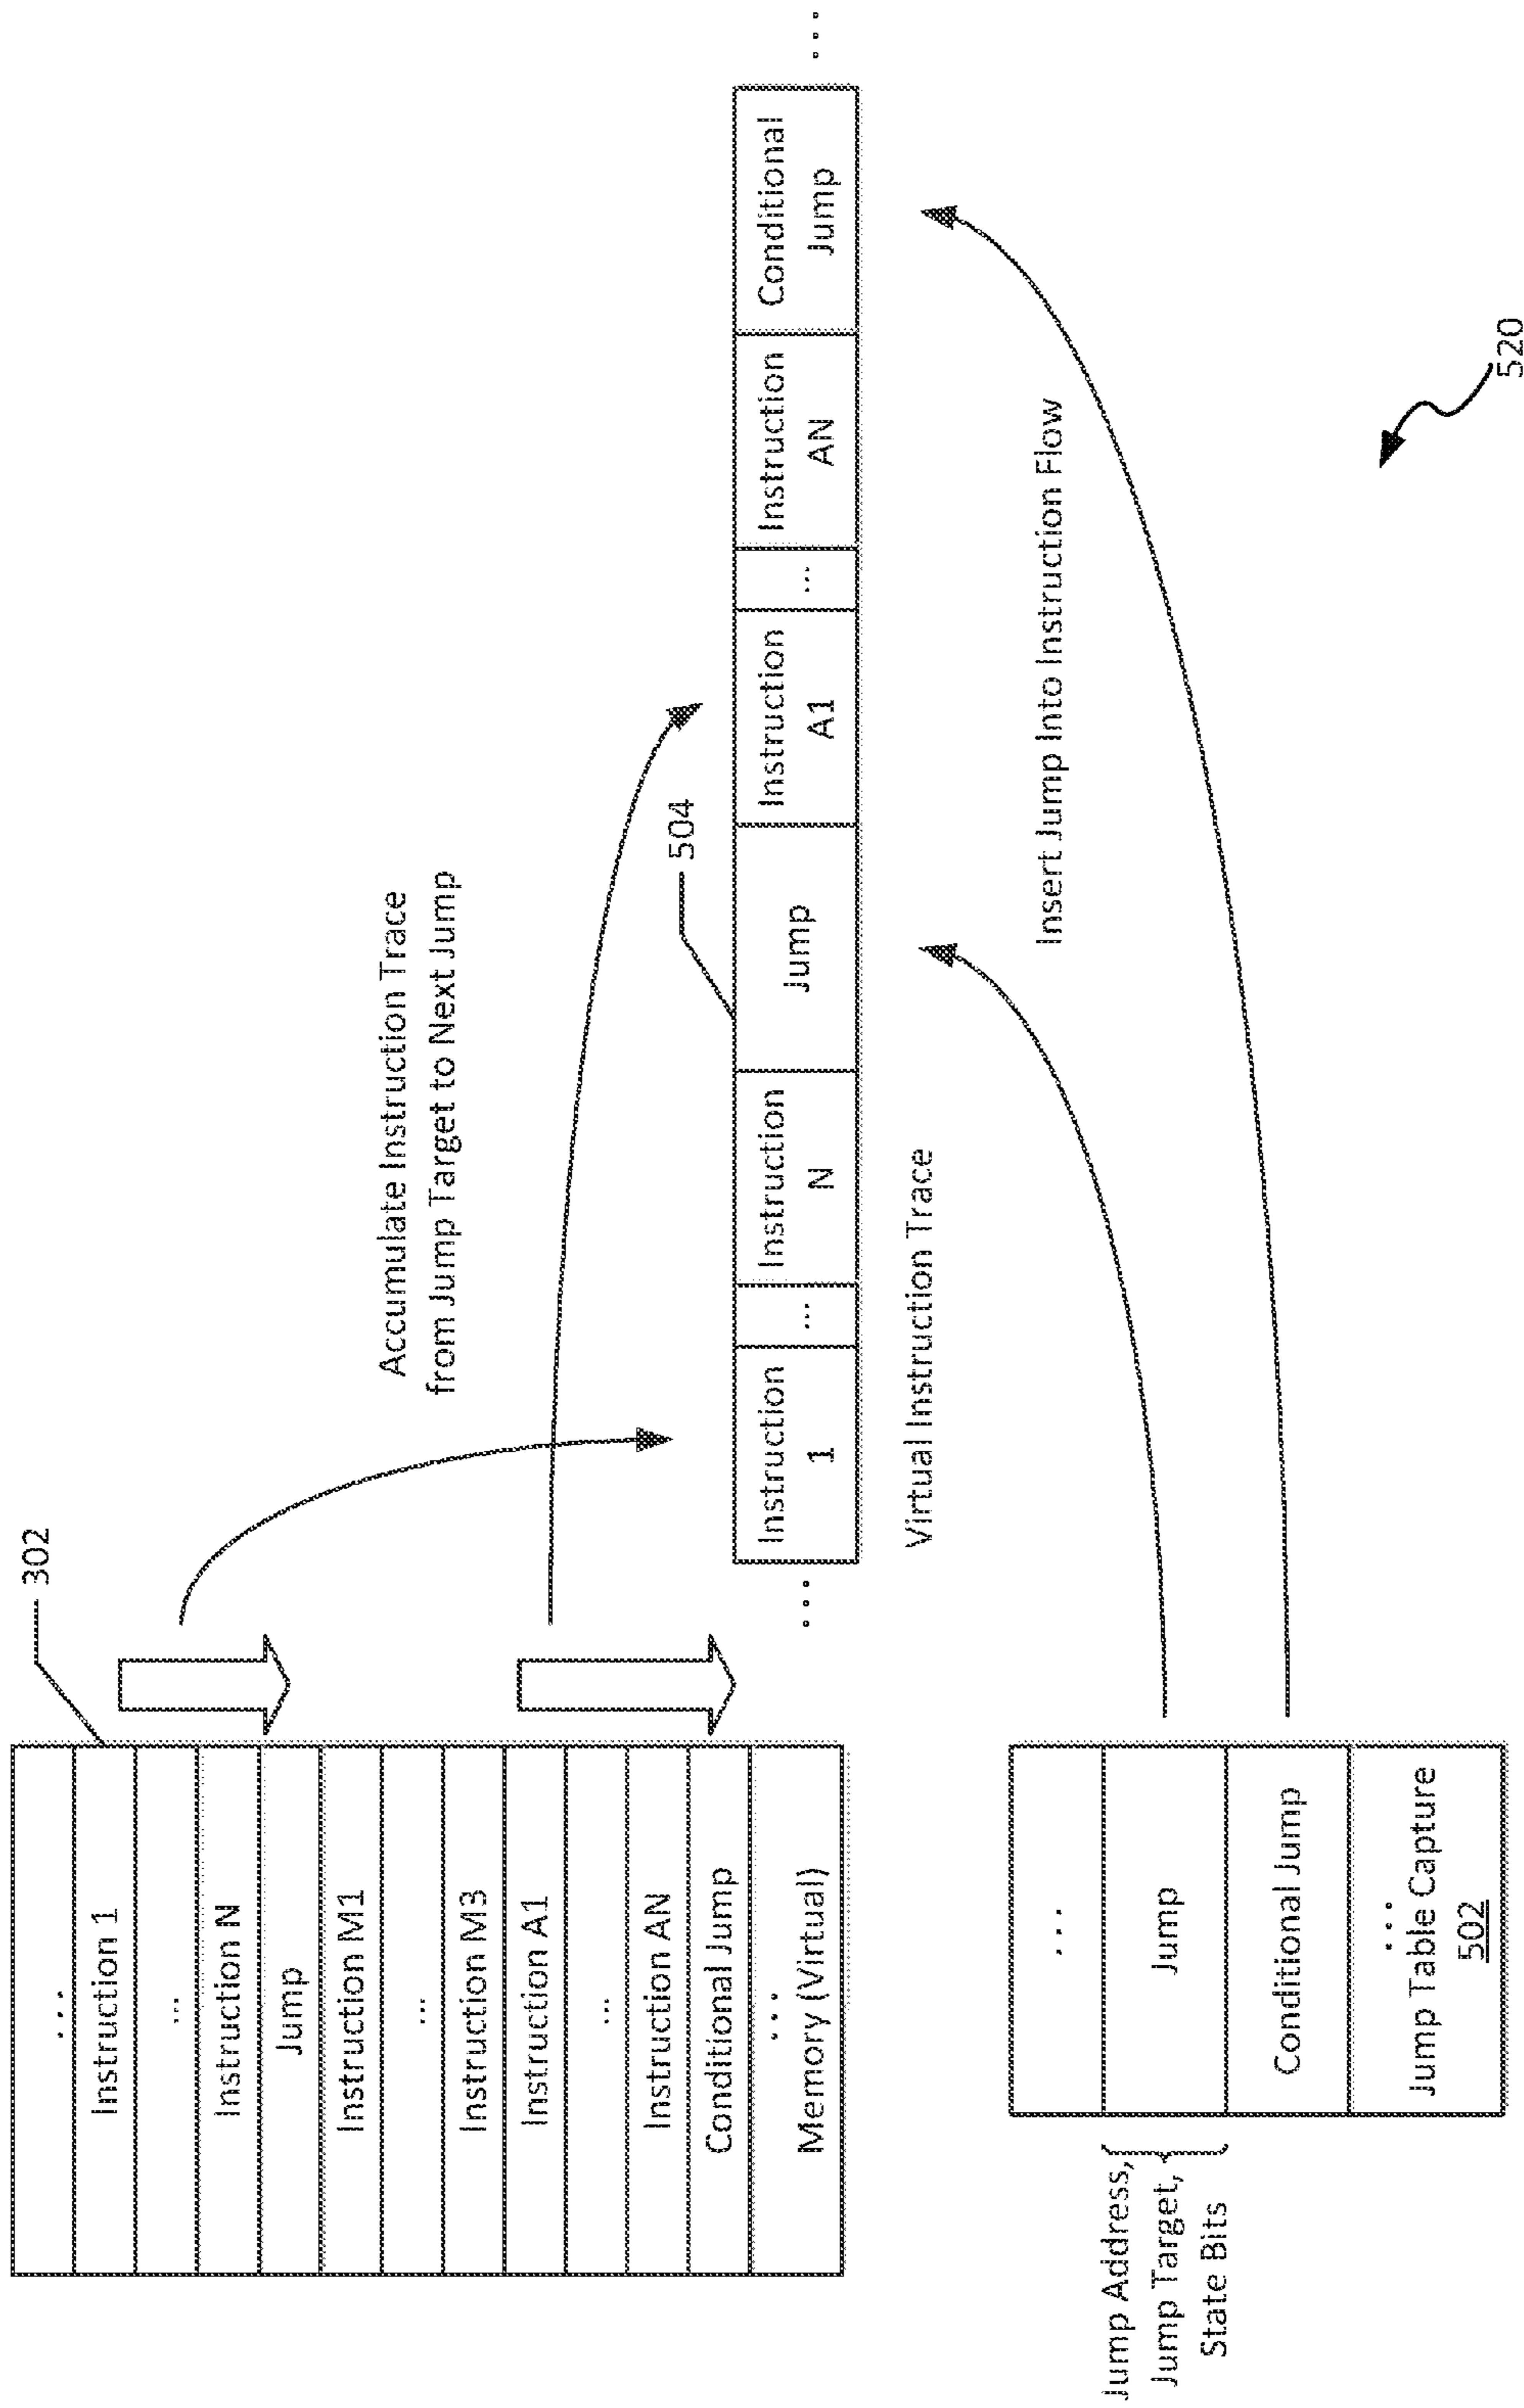 302
...
Instruction 1
...
Instruction N
Jump
Instruction M1
...
Instruction M3
Instruction A1
...
Instruction AN
Conditional Jump
...
Memory (Virtual)
Accumulate Instruction Trace
from Jump Target to Next Jump
504
...
Instruction
1
...
Instruction
N
Jump
Instruction
A1
...
Instruction
AN
Conditional
Jump
...
Virtual Instruction Trace
Insert Jump Into Instruction Flow
Jump Address,
Jump Target,
State Bits
...
Jump
Conditional Jump
...
Jump Table Capture
502
520